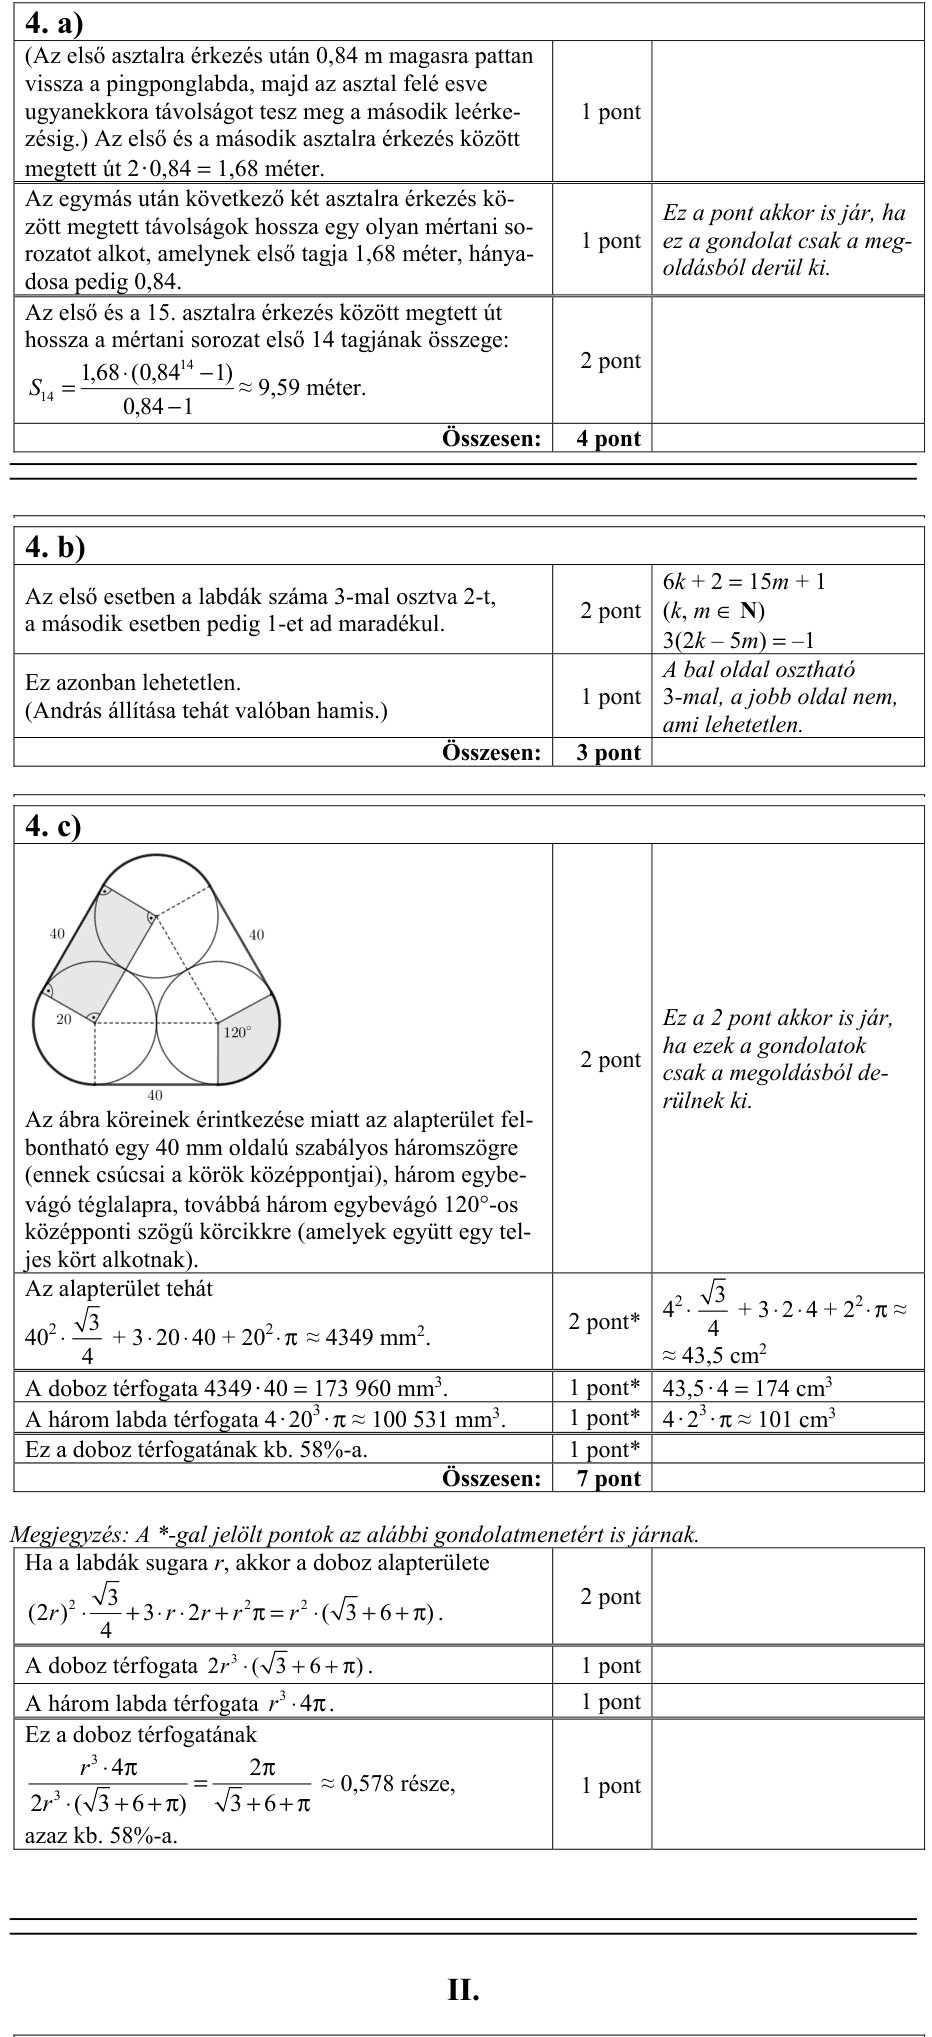 4. a)
(Az első asztalra érkezés után 0,84 m magasra pattan
vissza a pingponglabda, majd az asztal felé esve
ugyanekkora távolságot tesz meg a második leérke-
zésig.) Az első és a második asztalra érkezés között
megtett út 2·0,84 = 1,68 méter.
1 pont
Az egymás után következő két asztalra érkezés kö-
zött megtett távolságok hossza egy olyan mértani so-
rozatot alkot, amelynek első tagja 1,68 méter, hánya-
dosa pedig 0,84.
1 pont
Ez a pont akkor is jár, ha
ez a gondolat csak a meg-
oldásból derül ki.
Az első és a 15. asztalra érkezés között megtett út
hossza a mértani sorozat első 14 tagjának összege:
S₁₄ = 1,68·(0,84¹⁴ – 1) / (0,84 – 1) ≈ 9,59 méter.
2 pont
Összesen: 4 pont
4. b)
Az első esetben a labdák száma 3-mal osztva 2-t,
a második esetben pedig 1-et ad maradékul.
2 pont
6k + 2 = 15m + 1
(k, m ∈ N)
3(2k – 5m) = –1
Ez azonban lehetetlen.
(András állítása tehát valóban hamis.)
1 pont
A bal oldal osztható
3-mal, a jobb oldal nem,
ami lehetetlen.
Összesen: 3 pont
4. c)
40
40
20
120°
40
Az ábra köreinek érintkezése miatt az alapterület fel-
bontható egy 40 mm oldalú szabályos háromszögre
(ennek csúcsai a körök középpontjai), három egybe-
vágó téglalapra, továbbá három egybevágó 120°-os
középponti szögű körcikkre (amelyek együtt egy tel-
jes kört alkotnak).
2 pont
Ez a 2 pont akkor is jár,
ha ezek a gondolatok
csak a megoldásból de-
rülnek ki.
Az alapterület tehát
40² · √3/4 + 3·20·40 + 20²·π ≈ 4349 mm².
2 pont*
4² · √3/4 + 3·2·4 + 2²·π ≈
≈ 43,5 cm²
A doboz térfogata 4349·40 = 173 960 mm³.
1 pont*
43,5·4 = 174 cm³
A három labda térfogata 4·20³·π ≈ 100 531 mm³.
1 pont*
4·2³·π ≈ 101 cm³
Ez a doboz térfogatának kb. 58%-a.
1 pont*
Összesen: 7 pont
Megjegyzés: A *-gal jelölt pontok az alábbi gondolatmenetért is járnak.
Ha a labdák sugara r, akkor a doboz alapterülete
(2r)² · √3/4 + 3·r·2r + r²π = r²·(√3 + 6 + π).
2 pont
A doboz térfogata 2r³·(√3 + 6 + π).
1 pont
A három labda térfogata r³·4π.
1 pont
Ez a doboz térfogatának
r³·4π / (2r³·(√3 + 6 + π)) = 2π / (√3 + 6 + π) ≈ 0,578 része,
azaz kb. 58%-a.
1 pont
II.